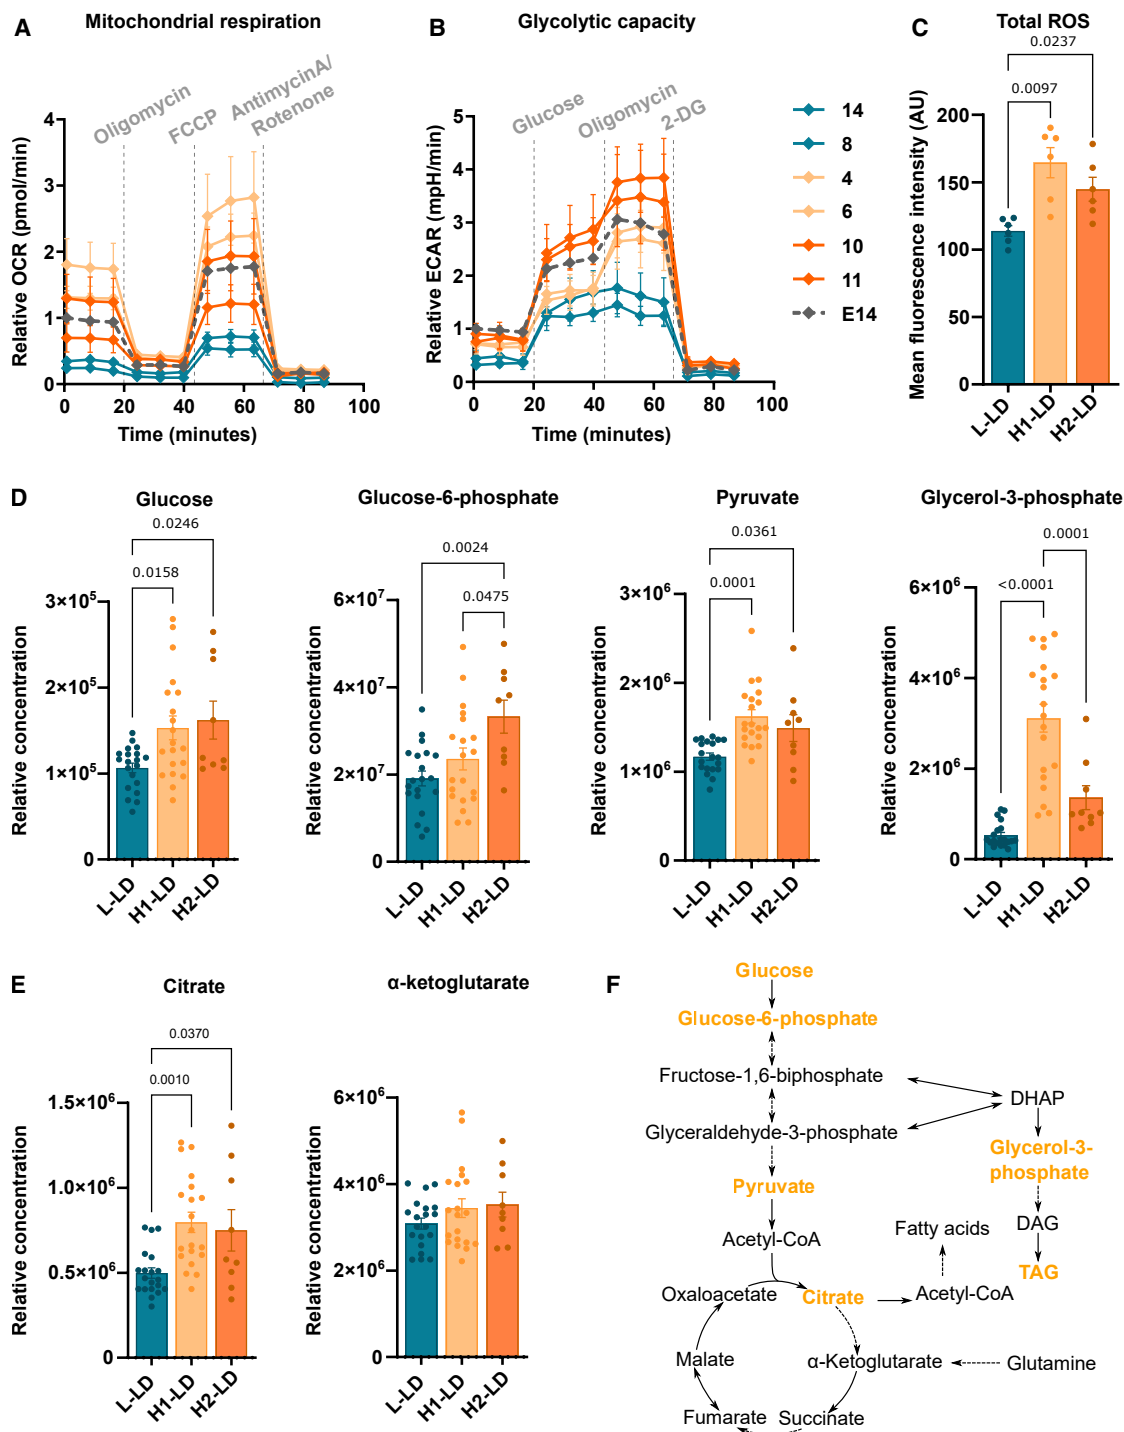 A
Mitochondrial respiration
Oligomycin
FCCP
AntimycinA/
Rotenone
Relative OCR (pmol/min)
4
3
2
1
0
0
20
40
60
80
100
Time (minutes)
B
Glycolytic capacity
Glucose
Oligomycin
2-DG
Relative ECAR (mpH/min)
5
4
3
2
1
0
0
20
40
60
80
100
Time (minutes)
14
8
4
6
10
11
E14
C
Total ROS
0.0237
0.0097
Mean fluorescence intensity (AU)
200
150
100
50
0
L-LD
H1-LD
H2-LD
D
Glucose
0.0246
0.0158
Relative concentration
3×10⁵
2×10⁵
1×10⁵
0
L-LD
H1-LD
H2-LD
Glucose-6-phosphate
0.0024
0.0475
Relative concentration
6×10⁷
4×10⁷
2×10⁷
0
L-LD
H1-LD
H2-LD
Pyruvate
0.0361
0.0001
Relative concentration
3×10⁶
2×10⁶
1×10⁶
0
L-LD
H1-LD
H2-LD
Glycerol-3-phosphate
0.0001
<0.0001
Relative concentration
6×10⁶
4×10⁶
2×10⁶
0
L-LD
H1-LD
H2-LD
E
Citrate
0.0370
0.0010
Relative concentration
1.5×10⁶
1.0×10⁶
0.5×10⁶
0
L-LD
H1-LD
H2-LD
α-ketoglutarate
Relative concentration
6×10⁶
4×10⁶
2×10⁶
0
L-LD
H1-LD
H2-LD
F
Glucose
Glucose-6-phosphate
Fructose-1,6-biphosphate
DHAP
Glyceraldehyde-3-phosphate
Glycerol-3-
phosphate
Pyruvate
Fatty acids
DAG
Acetyl-CoA
TAG
Oxaloacetate
Citrate
Acetyl-CoA
Malate
α-Ketoglutarate
Glutamine
Fumarate
Succinate